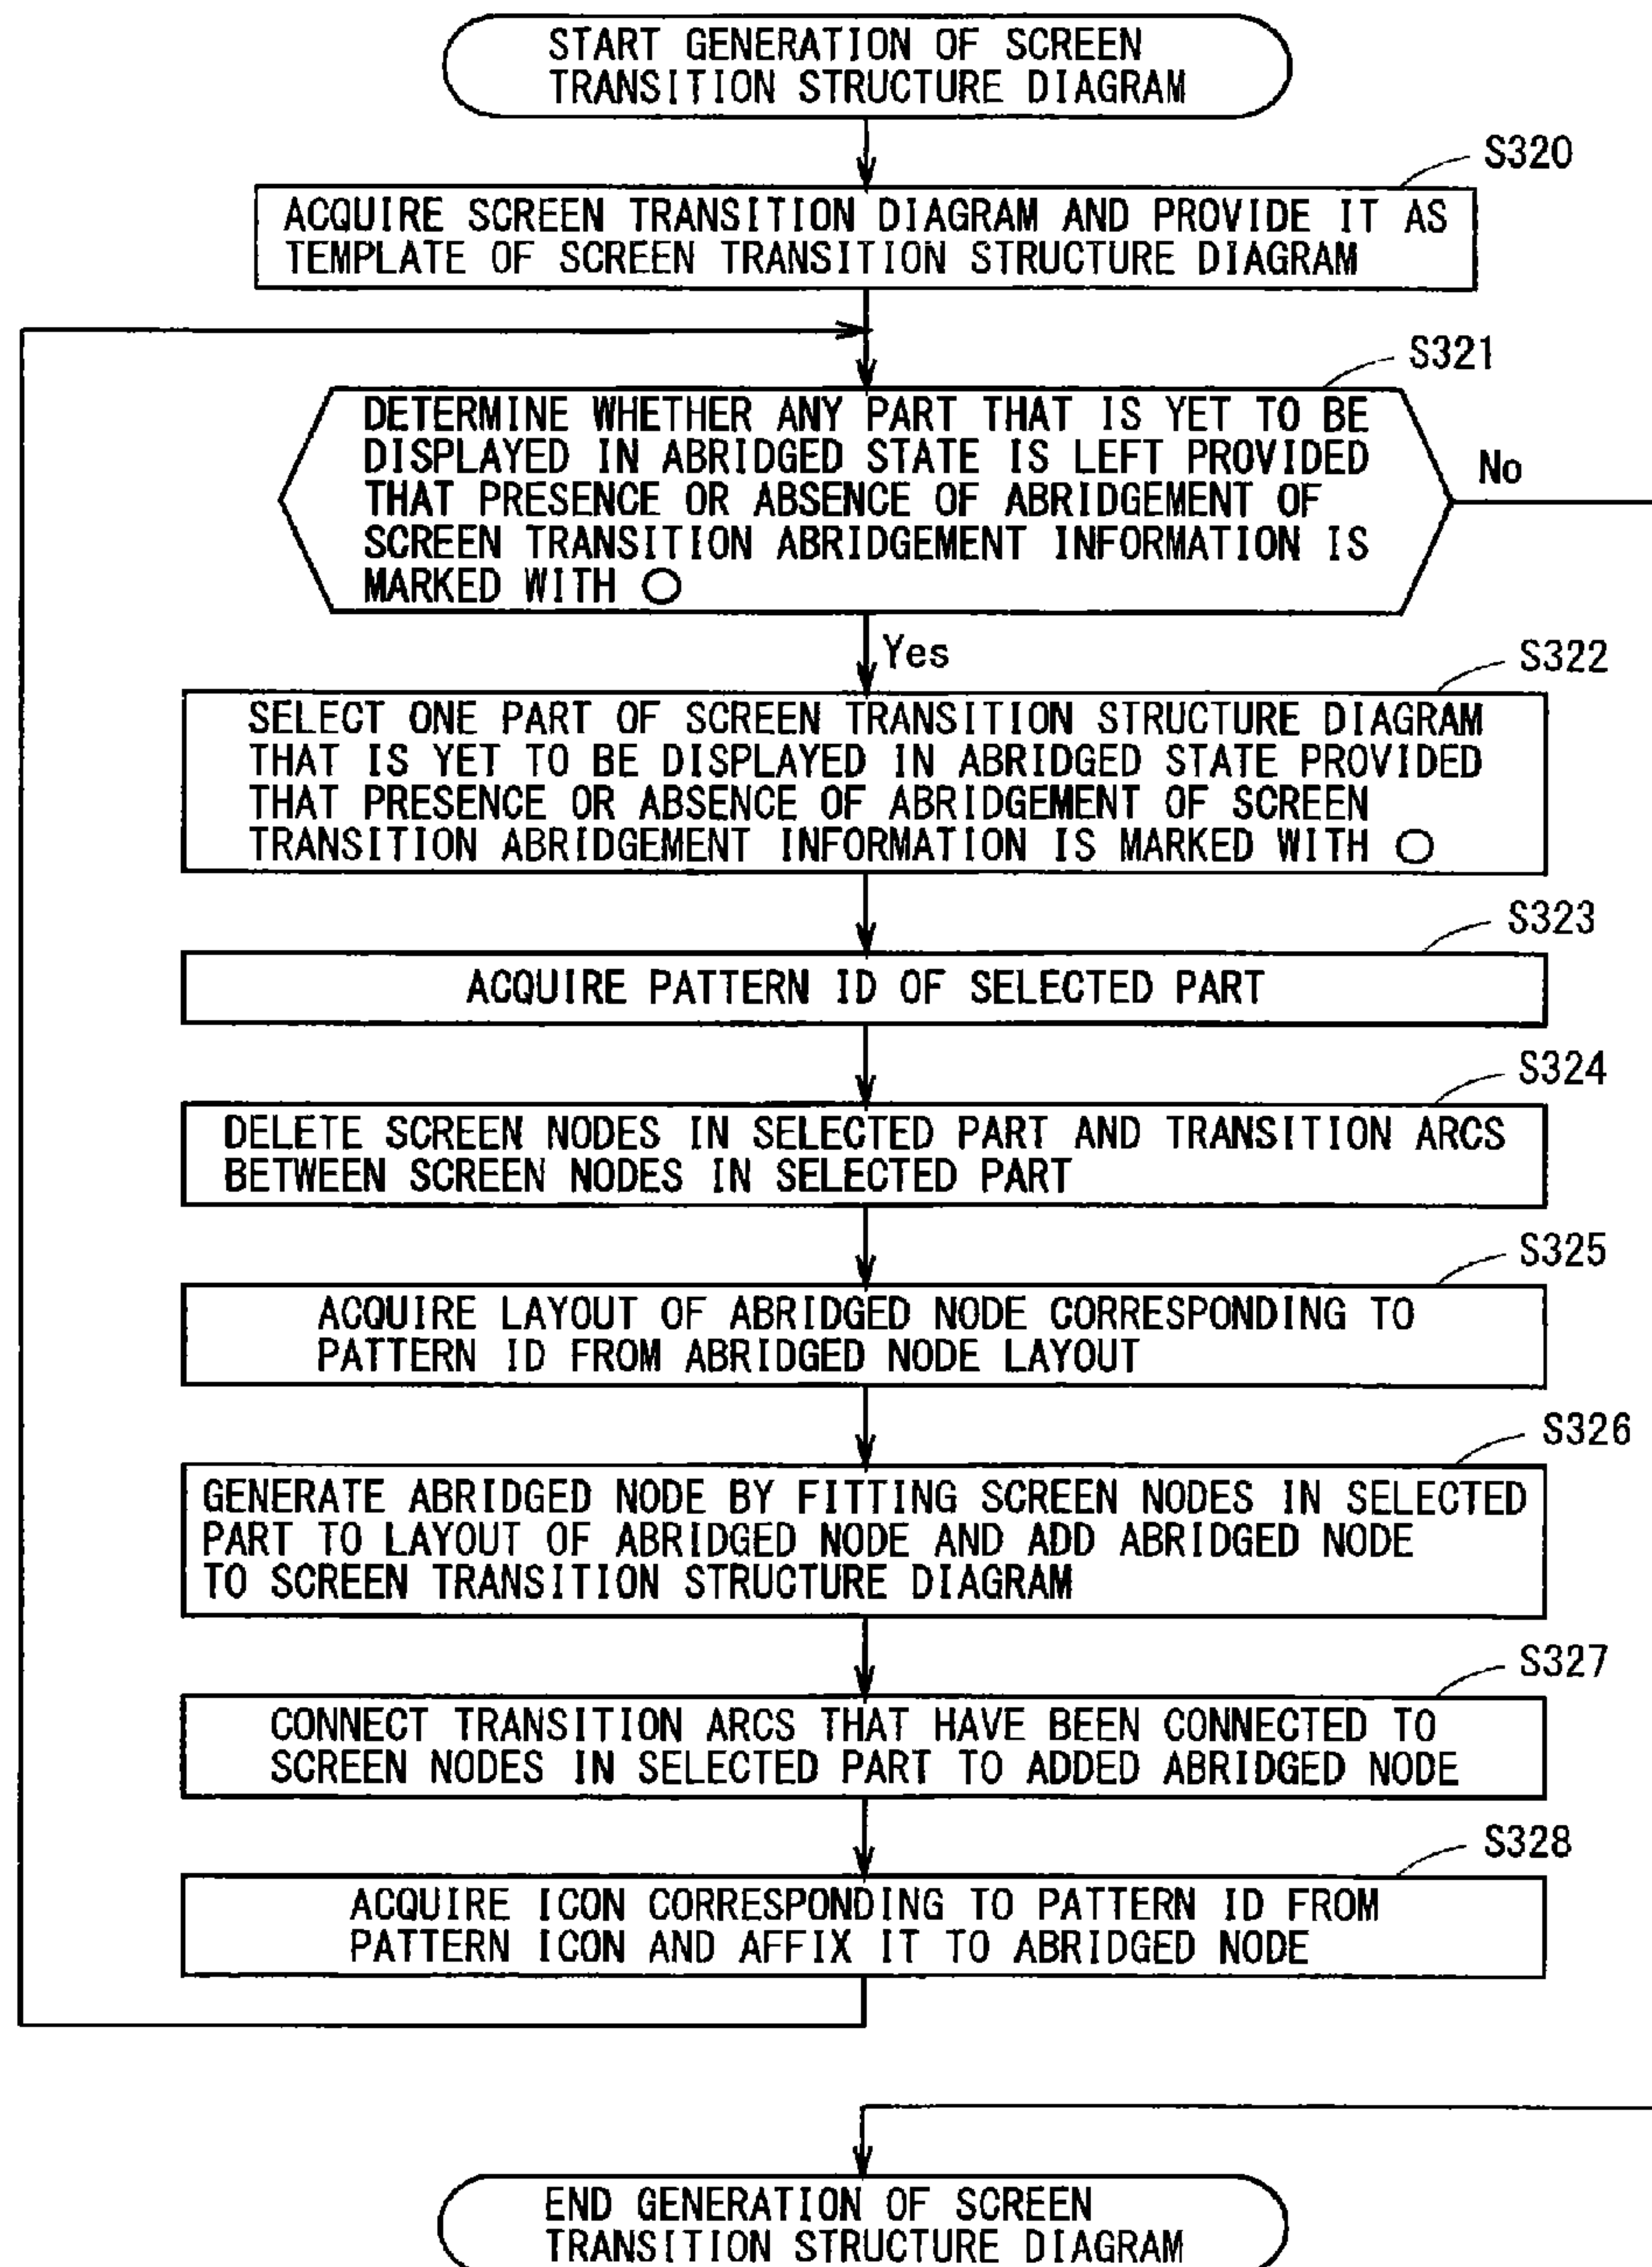 START GENERATION OF SCREEN
TRANSITION STRUCTURE DIAGRAM
S320
ACQUIRE SCREEN TRANSITION DIAGRAM AND PROVIDE IT AS
TEMPLATE OF SCREEN TRANSITION STRUCTURE DIAGRAM
S321
DETERMINE WHETHER ANY PART THAT IS YET TO BE
DISPLAYED IN ABRIDGED STATE IS LEFT PROVIDED
THAT PRESENCE OR ABSENCE OF ABRIDGEMENT OF
SCREEN TRANSITION ABRIDGEMENT INFORMATION IS
MARKED WITH ○
No
Yes
S322
SELECT ONE PART OF SCREEN TRANSITION STRUCTURE DIAGRAM
THAT IS YET TO BE DISPLAYED IN ABRIDGED STATE PROVIDED
THAT PRESENCE OR ABSENCE OF ABRIDGEMENT OF SCREEN
TRANSITION ABRIDGEMENT INFORMATION IS MARKED WITH ○
S323
ACQUIRE PATTERN ID OF SELECTED PART
S324
DELETE SCREEN NODES IN SELECTED PART AND TRANSITION ARCS
BETWEEN SCREEN NODES IN SELECTED PART
S325
ACQUIRE LAYOUT OF ABRIDGED NODE CORRESPONDING TO
PATTERN ID FROM ABRIDGED NODE LAYOUT
S326
GENERATE ABRIDGED NODE BY FITTING SCREEN NODES IN SELECTED
PART TO LAYOUT OF ABRIDGED NODE AND ADD ABRIDGED NODE
TO SCREEN TRANSITION STRUCTURE DIAGRAM
S327
CONNECT TRANSITION ARCS THAT HAVE BEEN CONNECTED TO
SCREEN NODES IN SELECTED PART TO ADDED ABRIDGED NODE
S328
ACQUIRE ICON CORRESPONDING TO PATTERN ID FROM
PATTERN ICON AND AFFIX IT TO ABRIDGED NODE
END GENERATION OF SCREEN
TRANSITION STRUCTURE DIAGRAM